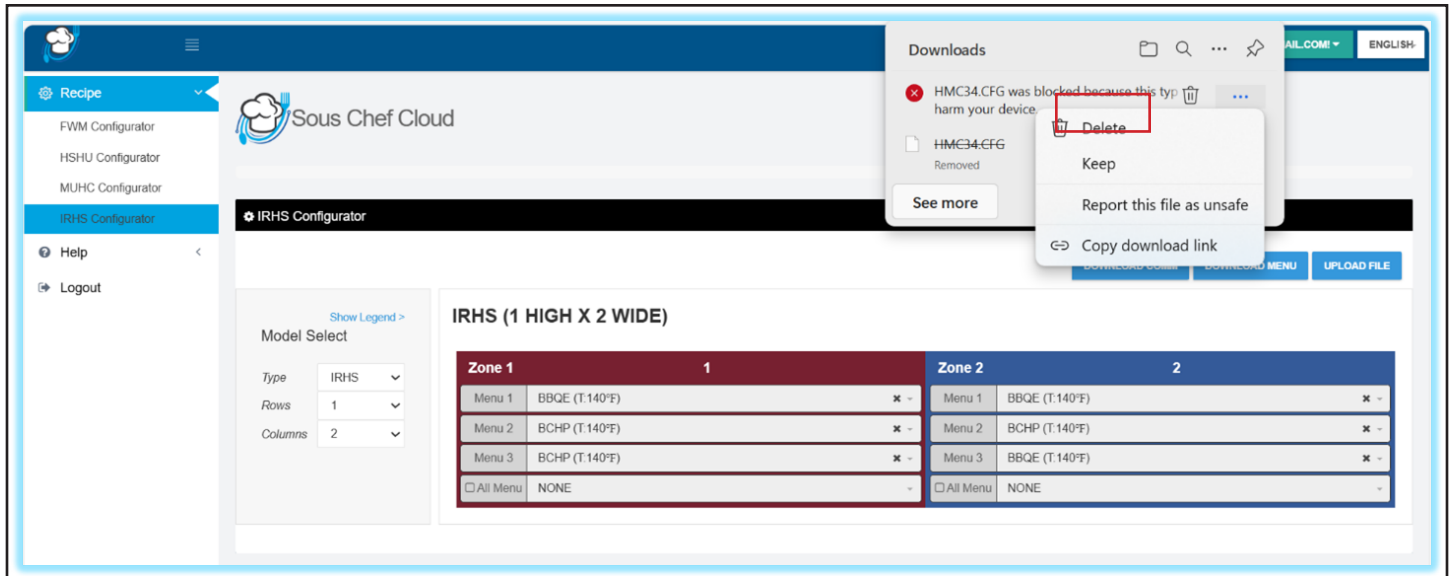 AIL.COM!
ENGLISH
Downloads
HMC34.CFG was blocked because this typ
harm your device.
HMC34.CFG
Removed
See more
Delete
Keep
Report this file as unsafe
Copy download link
Recipe
FWM Configurator
HSHU Configurator
MUHC Configurator
IRHS Configurator
Help
Logout
Sous Chef Cloud
IRHS Configurator
DOWNLOAD COMM
DOWNLOAD MENU
UPLOAD FILE
Show Legend >
Model Select
Type IRHS
Rows 1
Columns 2
IRHS (1 HIGH X 2 WIDE)
Zone 1 1
Menu 1 BBQE (T:140°F)
Menu 2 BCHP (T:140°F)
Menu 3 BCHP (T:140°F)
All Menu NONE
Zone 2 2
Menu 1 BBQE (T:140°F)
Menu 2 BCHP (T:140°F)
Menu 3 BBQE (T:140°F)
All Menu NONE